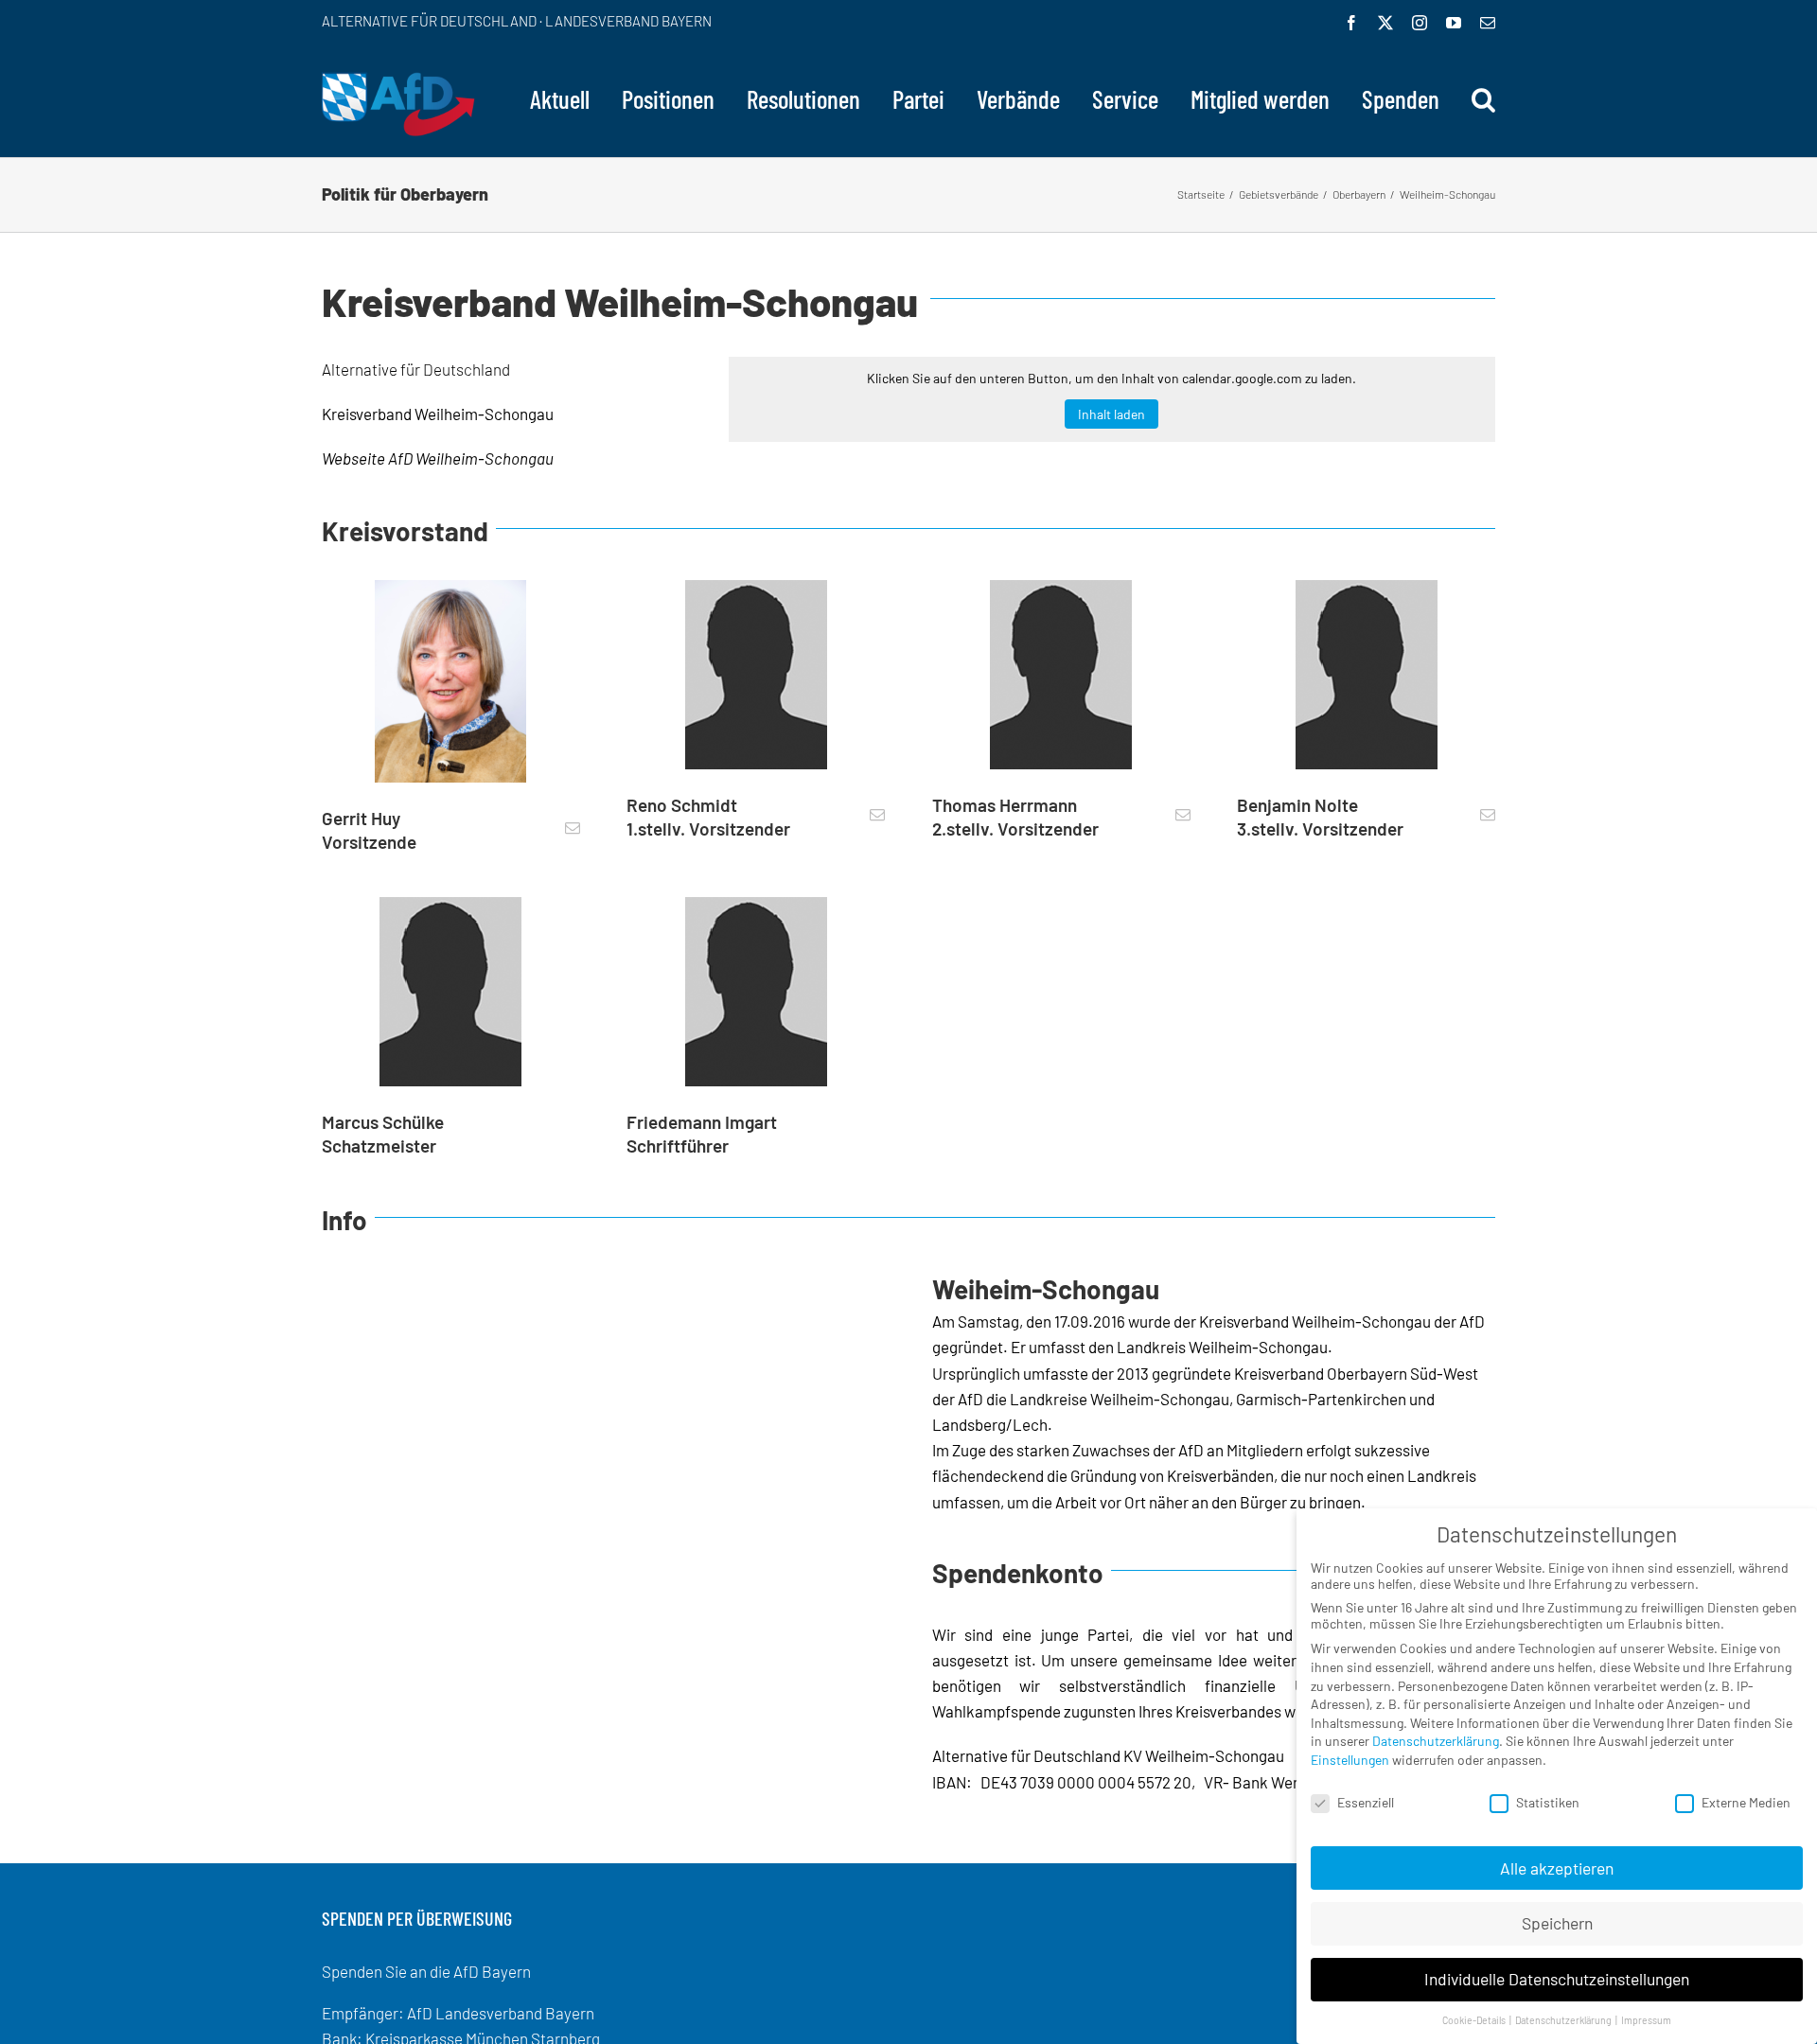 ALTERNATIVE FÜR DEUTSCHLAND · LANDESVERBAND BAYERN
AfD
Aktuell Positionen Resolutionen Partei Verbände Service Mitglied werden Spenden
Politik für Oberbayern
Startseite / Gebietsverbände / Oberbayern / Weilheim-Schongau
Kreisverband Weilheim-Schongau
Alternative für Deutschland
Kreisverband Weilheim-Schongau
Webseite AfD Weilheim-Schongau
Klicken Sie auf den unteren Button, um den Inhalt von calendar.google.com zu laden.
Inhalt laden
Kreisvorstand
Gerrit Huy
Vorsitzende
Reno Schmidt
1.stellv. Vorsitzender
Thomas Herrmann
2.stellv. Vorsitzender
Benjamin Nolte
3.stellv. Vorsitzender
Marcus Schülke
Schatzmeister
Friedemann Imgart
Schriftführer
Info
Weiheim-Schongau
Am Samstag, den 17.09.2016 wurde der Kreisverband Weilheim-Schongau der AfD
gegründet. Er umfasst den Landkreis Weilheim-Schongau.
Ursprünglich umfasste der 2013 gegründete Kreisverband Oberbayern Süd-West
der AfD die Landkreise Weilheim-Schongau, Garmisch-Partenkirchen und
Landsberg/Lech.
Im Zuge des starken Zuwachses der AfD an Mitgliedern erfolgt sukzessive
flächendeckend die Gründung von Kreisverbänden, die nur noch einen Landkreis
umfassen, um die Arbeit vor Ort näher an den Bürger zu bringen.
Spendenkonto
Wir sind eine junge Partei, die viel vor hat und
ausgesetzt ist. Um unsere gemeinsame Idee weiter
benötigen wir selbstverständlich finanzielle
Wahlkampfspende zugunsten Ihres Kreisverbandes
Alternative für Deutschland KV Weilheim-Schongau
IBAN: DE43 7039 0000 0004 5572 20, VR- Bank
Datenschutzeinstellungen
Wir nutzen Cookies auf unserer Website. Einige von ihnen sind essenziell, während
andere uns helfen, diese Website und Ihre Erfahrung zu verbessern.
Wenn Sie unter 16 Jahre alt sind und Ihre Zustimmung zu freiwilligen Diensten geben
möchten, müssen Sie Ihre Erziehungsberechtigten um Erlaubnis bitten.
Wir verwenden Cookies und andere Technologien auf unserer Website. Einige von
ihnen sind essenziell, während andere uns helfen, diese Website und Ihre Erfahrung
zu verbessern. Personenbezogene Daten können verarbeitet werden (z. B. IP-
Adressen), z. B. für personalisierte Anzeigen und Inhalte oder Anzeigen- und
Inhaltsmessung. Weitere Informationen über die Verwendung Ihrer Daten finden Sie
in unserer Datenschutzerklärung. Sie können Ihre Auswahl jederzeit unter
Einstellungen widerrufen oder anpassen.
Essenziell Statistiken Externe Medien
Alle akzeptieren
Speichern
Individuelle Datenschutzeinstellungen
Cookie-Details | Datenschutzerklärung | Impressum
SPENDEN PER ÜBERWEISUNG
Spenden Sie an die AfD Bayern
Empfänger: AfD Landesverband Bayern
Bank: Kreissparkasse München Starnberg